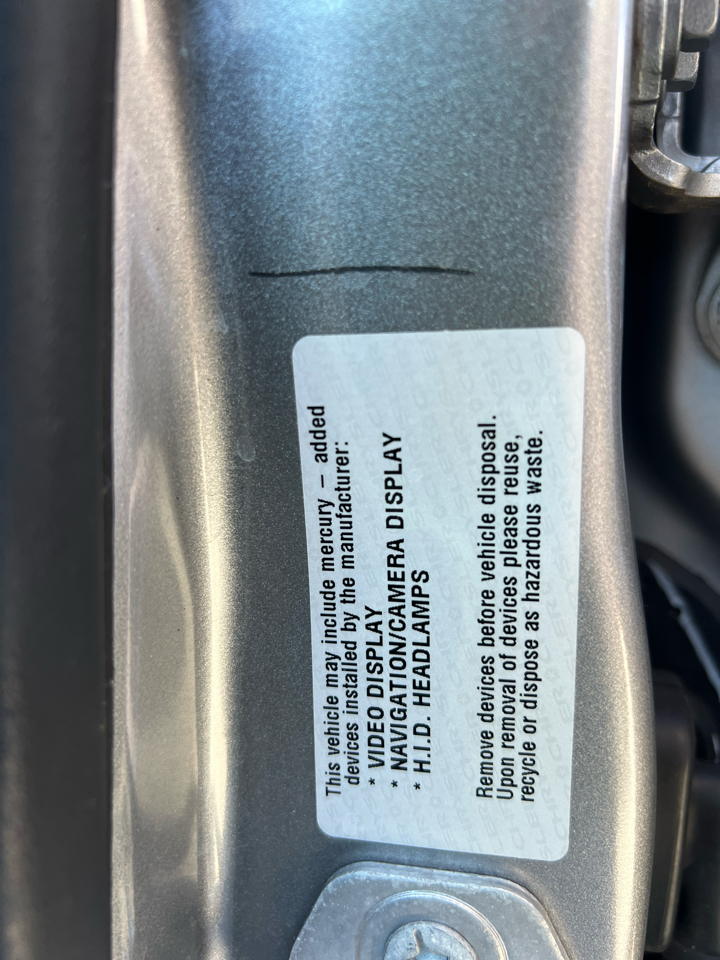 This vehicle may include mercury – added
devices installed by the manufacturer:
* VIDEO DISPLAY
* NAVIGATION/CAMERA DISPLAY
* H.I.D. HEADLAMPS
Remove devices before vehicle disposal.
Upon removal of devices please reuse,
recycle or dispose as hazardous waste.